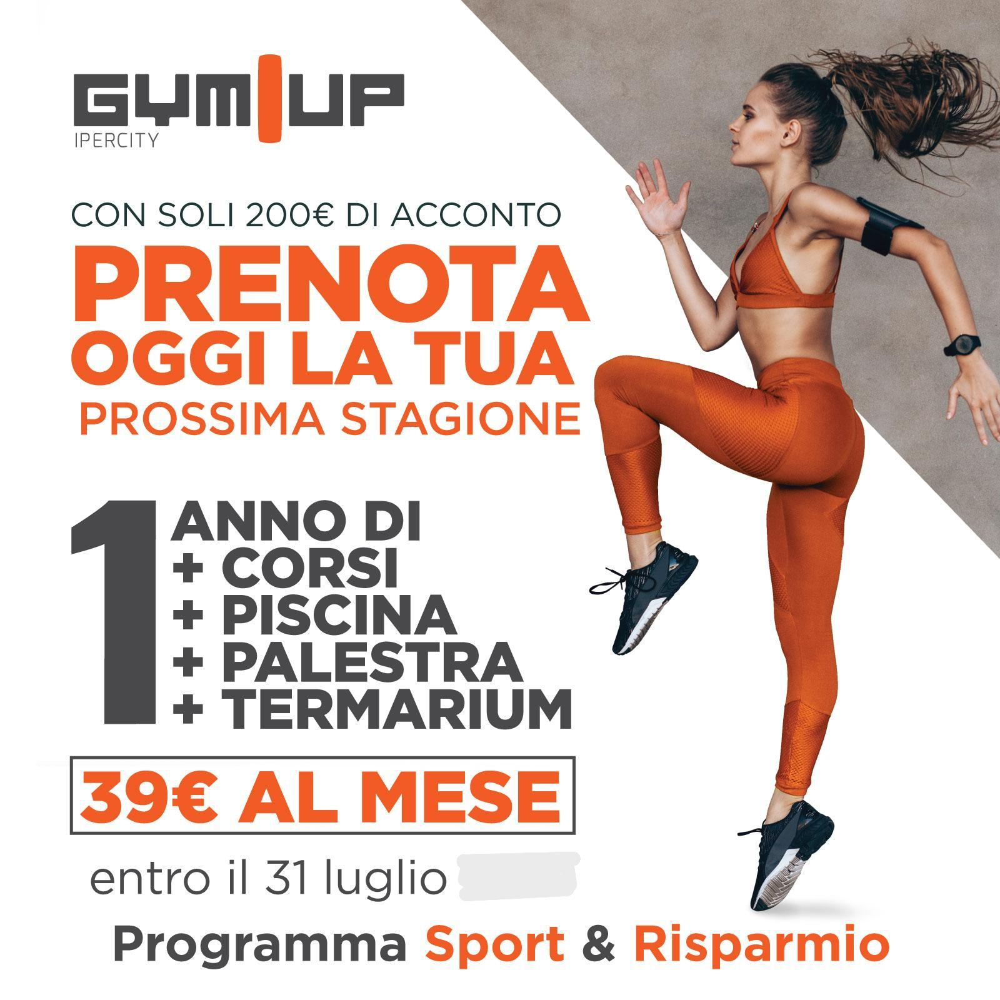 GYM UP
IPERCITY
CON SOLI 200€ DI ACCONTO
PRENOTA
OGGI LA TUA
PROSSIMA STAGIONE
1 ANNO DI
+ CORSI
+ PISCINA
+ PALESTRA
+ TERMARIUM
39€ AL MESE
entro il 31 luglio
Programma Sport & Risparmio